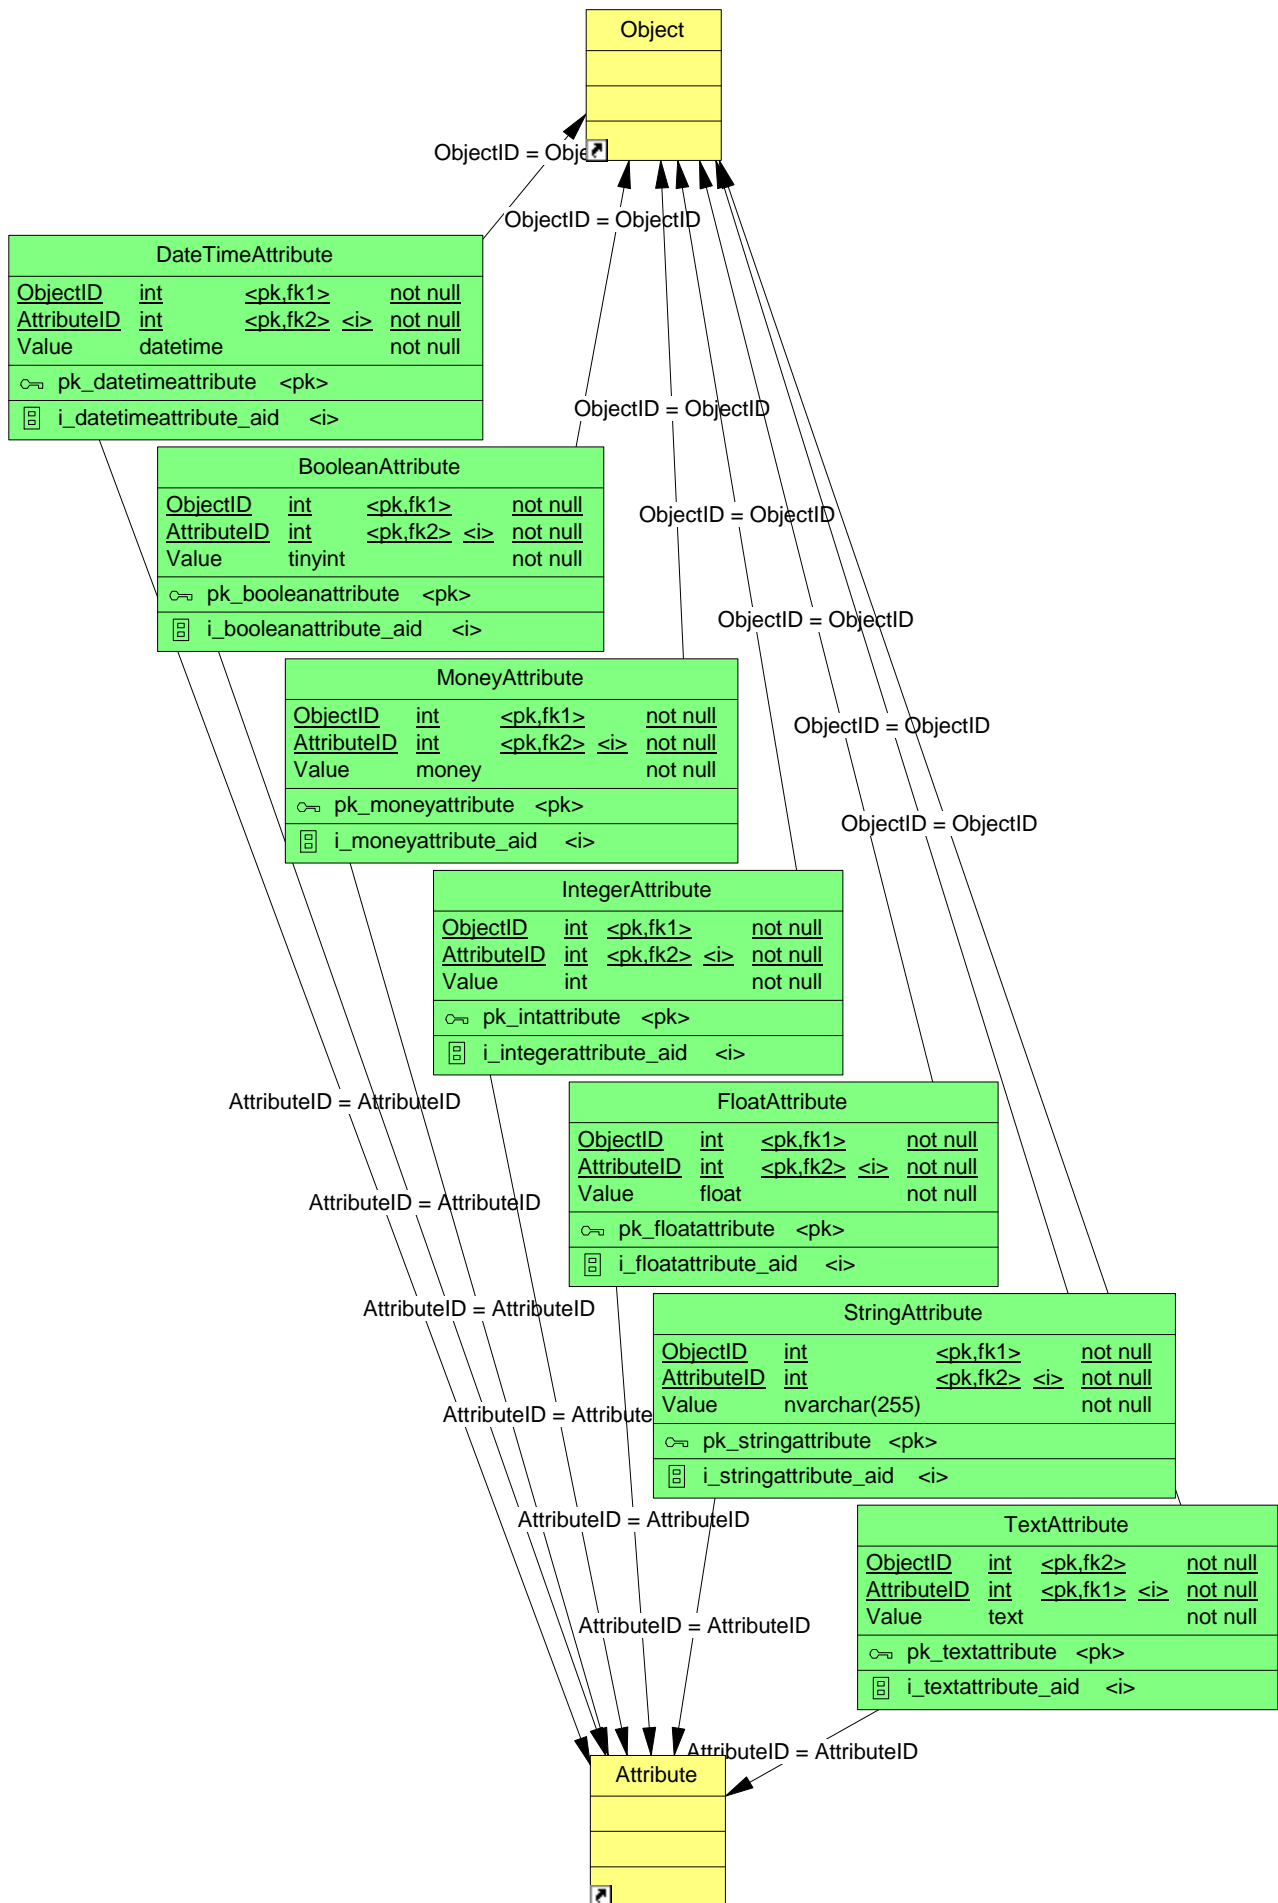 Object
ObjectID = Obje
ObjectID = ObjectID
DateTimeAttribute
ObjectID int <pk,fk1> not null
AttributeID int <pk,fk2> <i> not null
Value datetime not null
pk_datetimeattribute <pk>
i_datetimeattribute_aid <i>
ObjectID = ObjectID
BooleanAttribute
ObjectID int <pk,fk1> not null
AttributeID int <pk,fk2> <i> not null
Value tinyint not null
pk_booleanattribute <pk>
i_booleanattribute_aid <i>
ObjectID = ObjectID
ObjectID = ObjectID
MoneyAttribute
ObjectID int <pk,fk1> not null
AttributeID int <pk,fk2> <i> not null
Value money not null
pk_moneyattribute <pk>
i_moneyattribute_aid <i>
ObjectID = ObjectID
ObjectID = ObjectID
IntegerAttribute
ObjectID int <pk,fk1> not null
AttributeID int <pk,fk2> <i> not null
Value int not null
pk_intattribute <pk>
i_integerattribute_aid <i>
AttributeID = AttributeID
FloatAttribute
ObjectID int <pk,fk1> not null
AttributeID int <pk,fk2> <i> not null
Value float not null
pk_floatattribute <pk>
i_floatattribute_aid <i>
AttributeID = AttributeID
AttributeID = AttributeID
StringAttribute
ObjectID int <pk,fk1> not null
AttributeID int <pk,fk2> <i> not null
Value nvarchar(255) not null
pk_stringattribute <pk>
i_stringattribute_aid <i>
AttributeID = Attribute
AttributeID = AttributeID
TextAttribute
ObjectID int <pk,fk2> not null
AttributeID int <pk,fk1> <i> not null
Value text not null
pk_textattribute <pk>
i_textattribute_aid <i>
AttributeID = AttributeID
AttributeID = AttributeID
Attribute